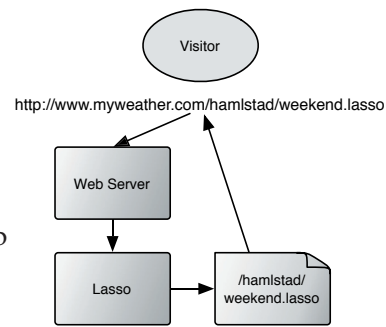 Visitor
http://www.myweather.com/hamlstad/weekend.lasso
Web Server
Lasso
/hamlstad/
weekend.lasso